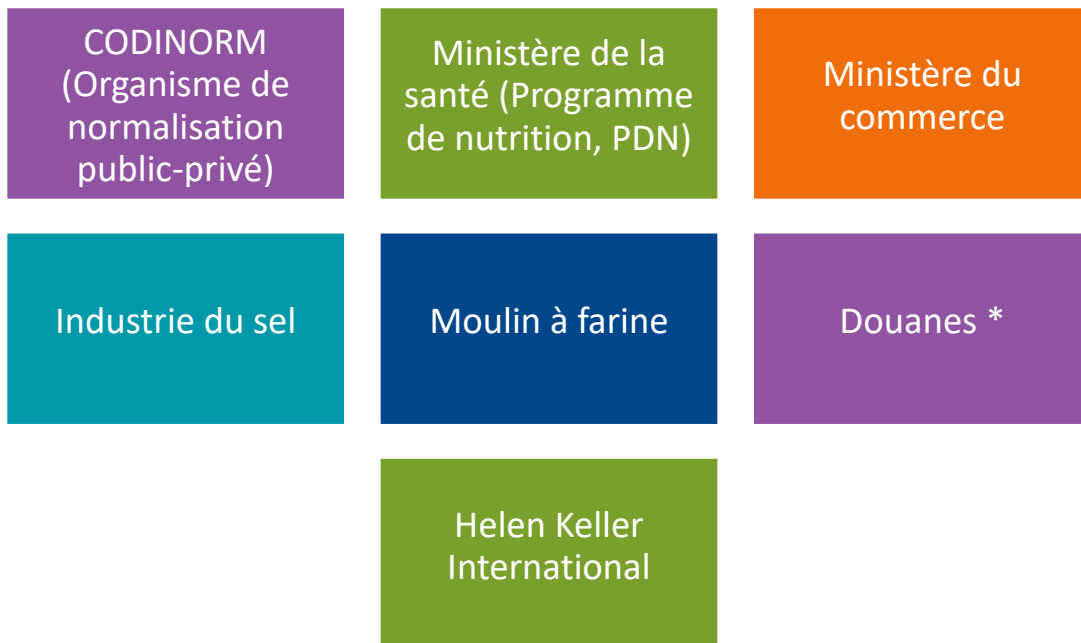 CODINORM
(Organisme de
normalisation
public-privé)
Ministère de la
santé (Programme
de nutrition, PDN)
Ministère du
commerce
Industrie du sel
Moulin à farine
Douanes *
Helen Keller
International